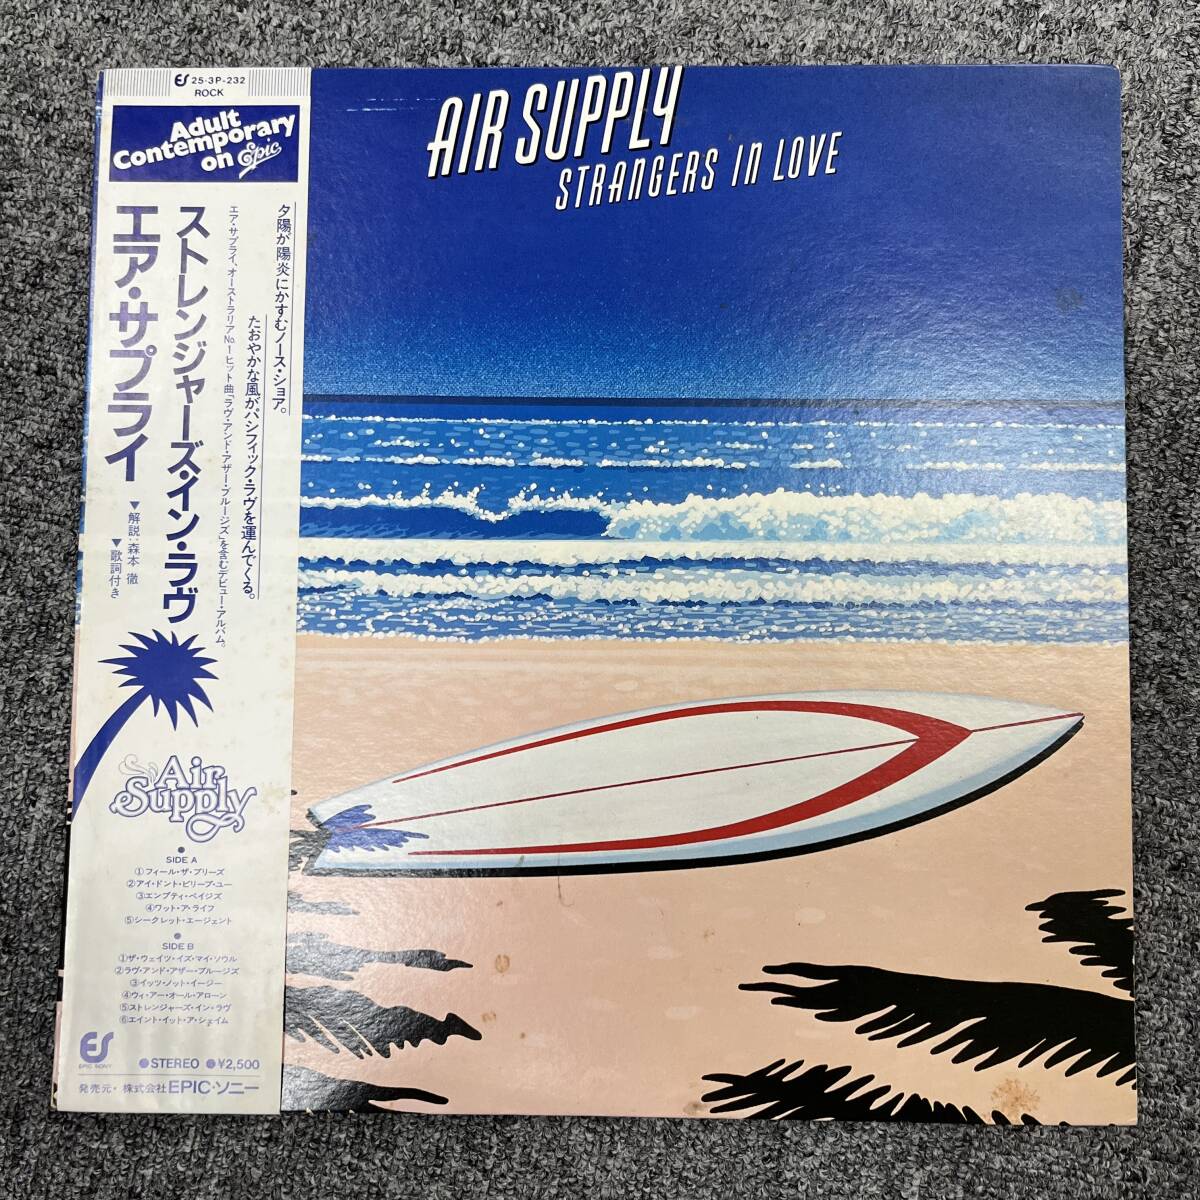 ES 25·3P-232
ROCK
Adult
Contemporary
on Epic
AIR SUPPLY
STRANGERS IN LOVE
夕陽が陽炎にかすむノース・ショア。
たおやかな風がパシフィック・ラヴを運んでくる。
エア・サプライ、オーストラリアNo.1ヒット曲「ラヴ・アンド・アザー・ブルージズ」を含むデビュー・アルバム。
ストレンジャーズ・イン・ラヴ
エア・サプライ
▼解説：森本 徹
▼歌詞付き
Air
Supply
●
SIDE A
①フィール・ザ・ブリーズ
②アイ・ドント・ビリーブ・ユー
③エンプティ・ペイジズ
④ワット・ア・ライフ
⑤シークレット・エージェント
●
SIDE B
①ザ・ウェイツ・イズ・マイ・ソウル
②ラヴ・アンド・アザー・ブルージズ
③イッツ・ノット・イージー
④ウィ・アー・オール・アローン
⑤ストレンジャーズ・イン・ラヴ
⑥エイント・イット・ア・シェイム
ES
EPIC SONY
●STEREO ●¥2,500
発売元・株式会社EPIC・ソニー